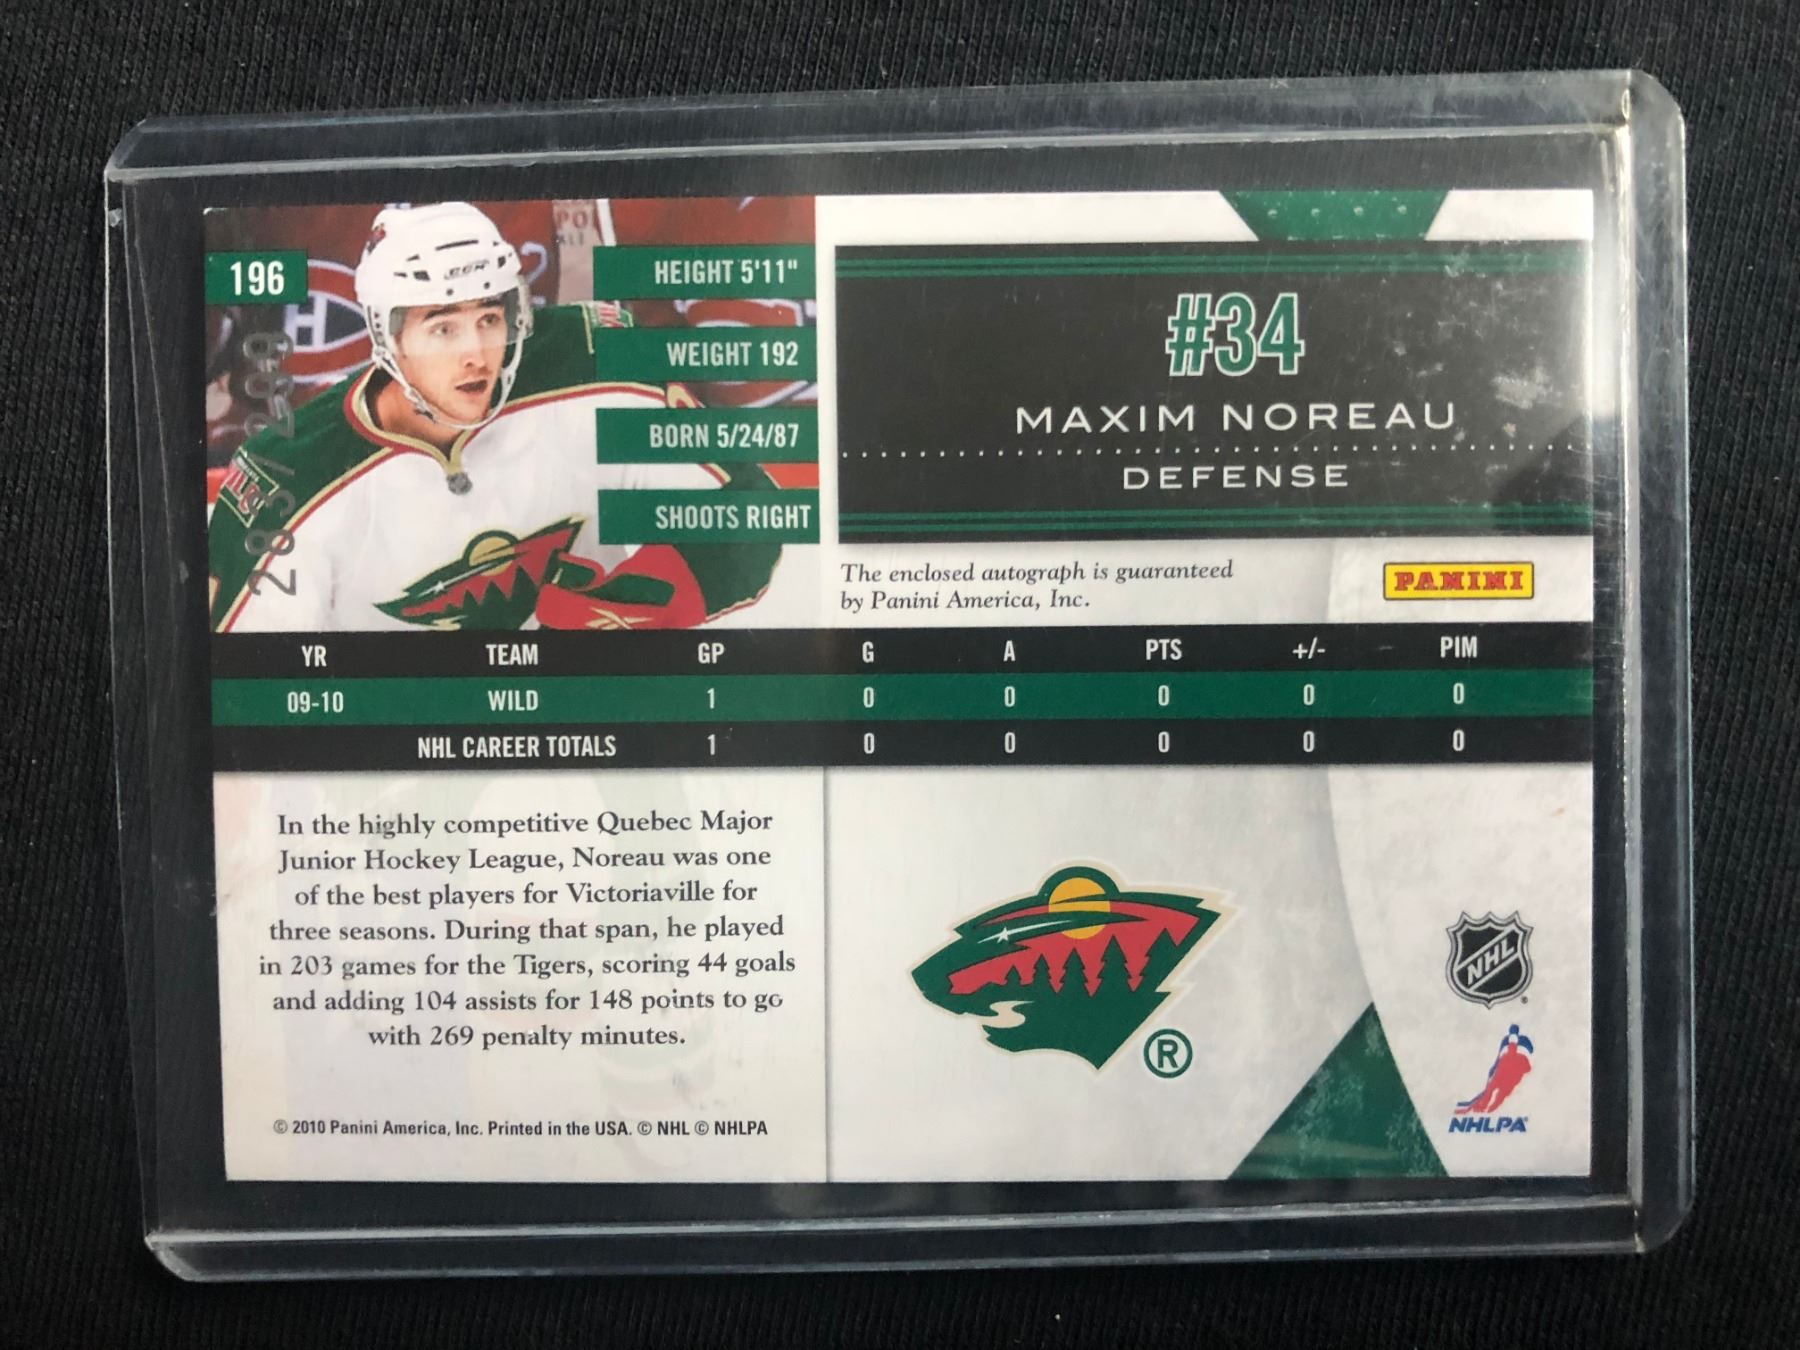 196
HEIGHT 5'11"
WEIGHT 192
BORN 5/24/87
SHOOTS RIGHT
#34
MAXIM NOREAU
DEFENSE
The enclosed autograph is guaranteed
by Panini America, Inc.
PANINI
YR TEAM GP G A PTS +/- PIM
09-10 WILD 1 0 0 0 0 0
NHL CAREER TOTALS 1 0 0 0 0 0
In the highly competitive Quebec Major
Junior Hockey League, Noreau was one
of the best players for Victoriaville for
three seasons. During that span, he played
in 203 games for the Tigers, scoring 44 goals
and adding 104 assists for 148 points to go
with 269 penalty minutes.
© 2010 Panini America, Inc. Printed in the USA. © NHL © NHLPA
®
NHL
NHLPA